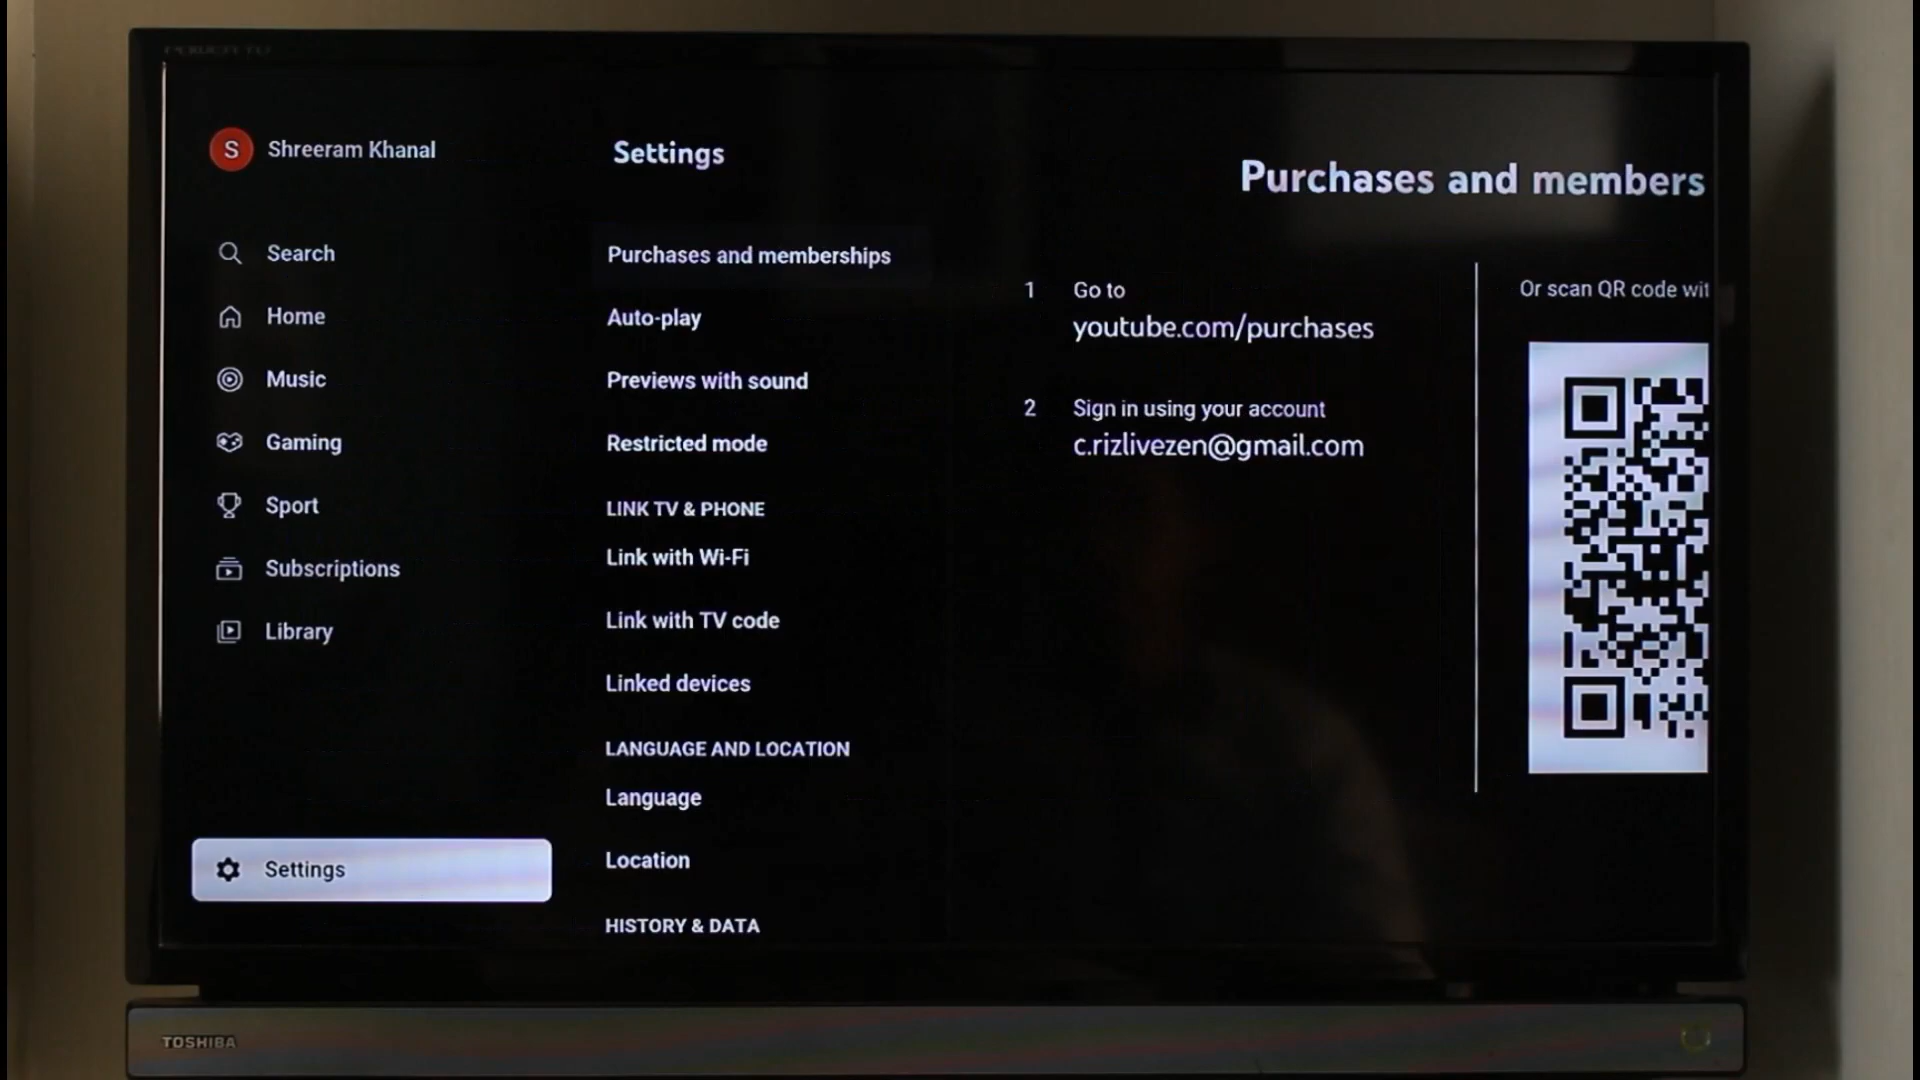 S Shreeram Khanal
Search
Home
Music
Gaming
Sport
Subscriptions
Library
Settings
Settings
Purchases and memberships
Auto-play
Previews with sound
Restricted mode
LINK TV & PHONE
Link with Wi-Fi
Link with TV code
Linked devices
LANGUAGE AND LOCATION
Language
Location
HISTORY & DATA
Purchases and members
1 Go to
youtube.com/purchases
2 Sign in using your account
c.rizlivezen@gmail.com
Or scan QR code wit
TOSHIBA